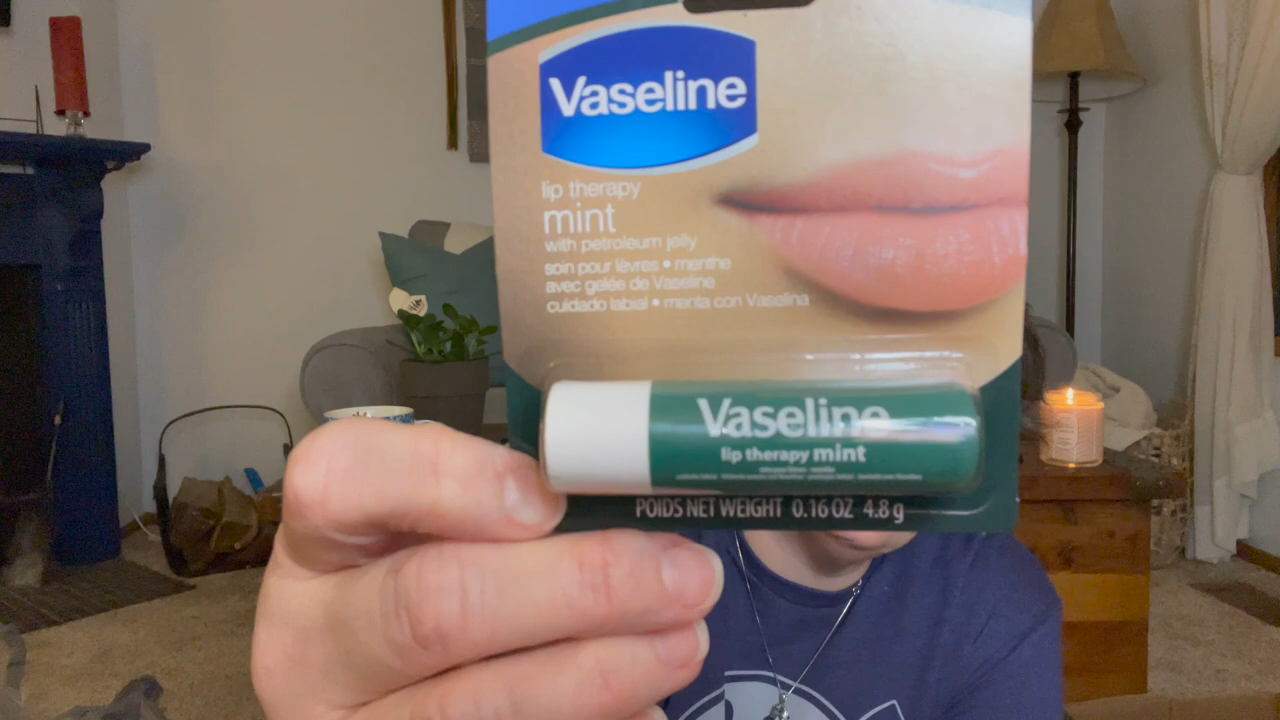 Vaseline
lip therapy
mint
with petroleum jelly
soin pour lèvres • menthe
avec gelée de Vaseline
cuidado labial • menta con Vaselina
Vaseline
lip therapy mint
POIDS NET WEIGHT 0.16 OZ 4.8 g